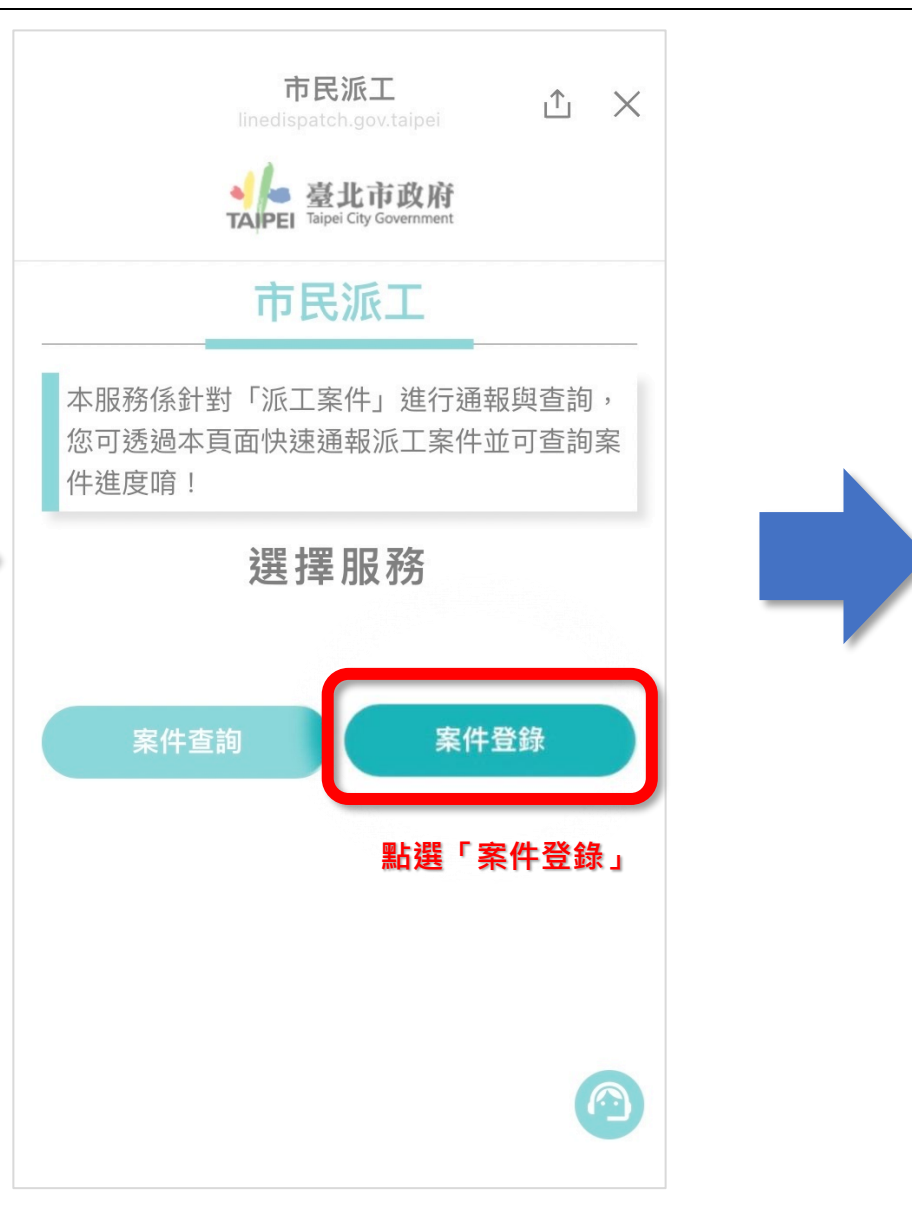 市民派工
linedispatch.gov.taipei
臺北市政府
TAIPEI Taipei City Government
市民派工
本服務係針對「派工案件」進行通報與查詢，
您可透過本頁面快速通報派工案件並可查詢案
件進度唷！
選擇服務
案件查詢
案件登錄
點選「案件登錄」